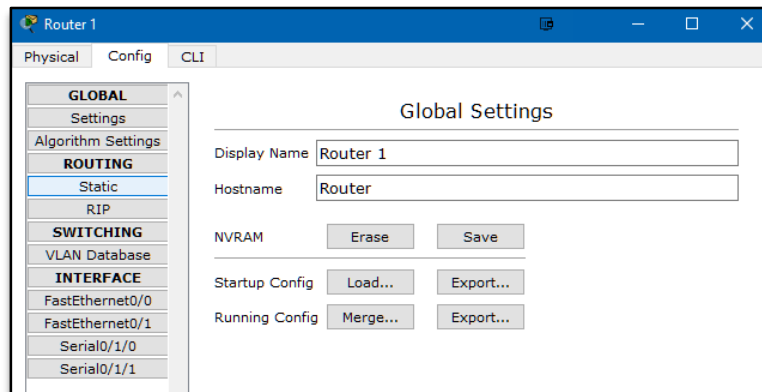 Router 1
Physical Config CLI
GLOBAL
Settings
Algorithm Settings
ROUTING
Static
RIP
SWITCHING
VLAN Database
INTERFACE
FastEthernet0/0
FastEthernet0/1
Serial0/1/0
Serial0/1/1
Global Settings
Display Name Router 1
Hostname Router
NVRAM Erase Save
Startup Config Load... Export...
Running Config Merge... Export...